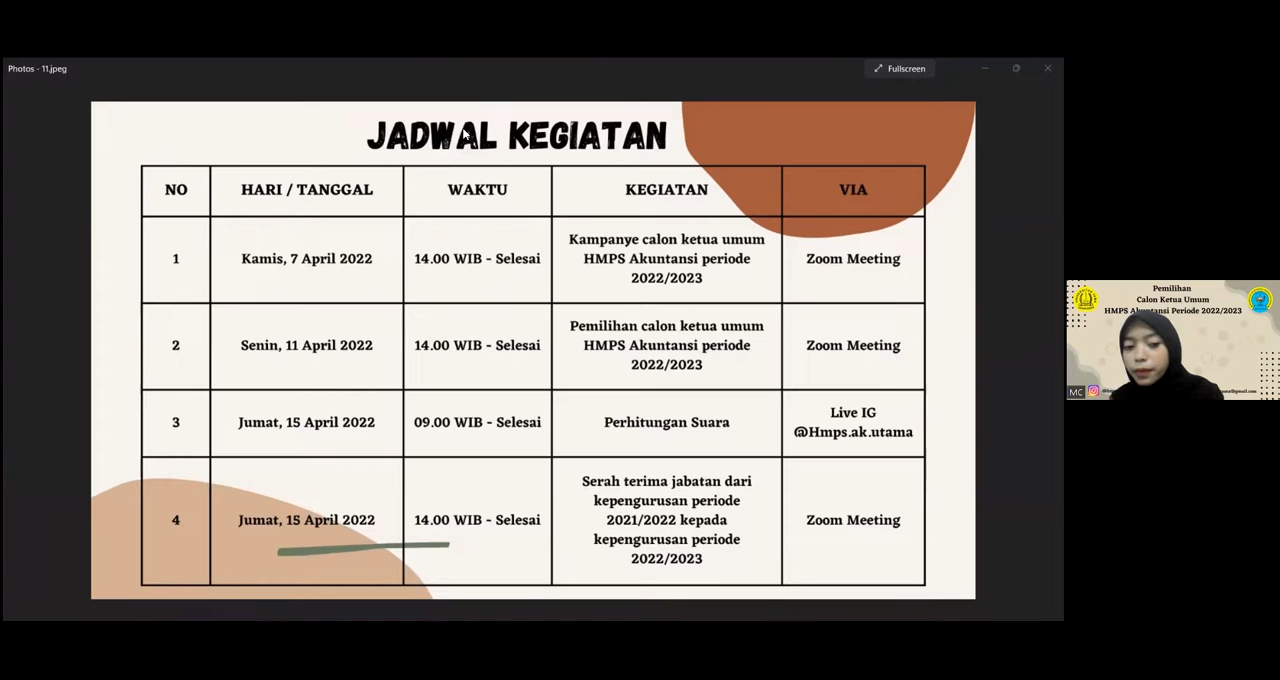 Photos - 11.jpeg
Fullscreen
JADWAL KEGIATAN
NO
HARI / TANGGAL
WAKTU
KEGIATAN
VIA
1
Kamis, 7 April 2022
14.00 WIB - Selesai
Kampanye calon ketua umum
HMPS Akuntansi periode
2022/2023
Zoom Meeting
2
Senin, 11 April 2022
14.00 WIB - Selesai
Pemilihan calon ketua umum
HMPS Akuntansi periode
2022/2023
Zoom Meeting
3
Jumat, 15 April 2022
09.00 WIB - Selesai
Perhitungan Suara
Live IG
@Hmps.ak.utama
4
Jumat, 15 April 2022
14.00 WIB - Selesai
Serah terima jabatan dari
kepengurusan periode
2021/2022 kepada
kepengurusan periode
2022/2023
Zoom Meeting
Pemilihan
Calon Ketua Umum
HMPS Akuntansi Periode 2022/2023
MC